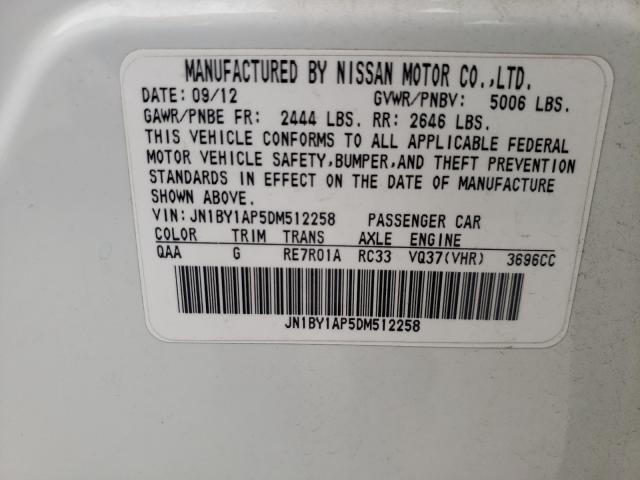 MANUFACTURED BY NISSAN MOTOR CO.,LTD.
DATE: 09/12 GVWR/PNBV: 5006 LBS.
GAWR/PNBE FR: 2444 LBS. RR: 2646 LBS.
THIS VEHICLE CONFORMS TO ALL APPLICABLE FEDERAL
MOTOR VEHICLE SAFETY,BUMPER,AND THEFT PREVENTION
STANDARDS IN EFFECT ON THE DATE OF MANUFACTURE
SHOWN ABOVE.
VIN: JN1BY1AP5DM512258 PASSENGER CAR
COLOR TRIM TRANS AXLE ENGINE
QAA G RE7R01A RC33 VQ37(VHR) 3696CC
JN1BY1AP5DM512258